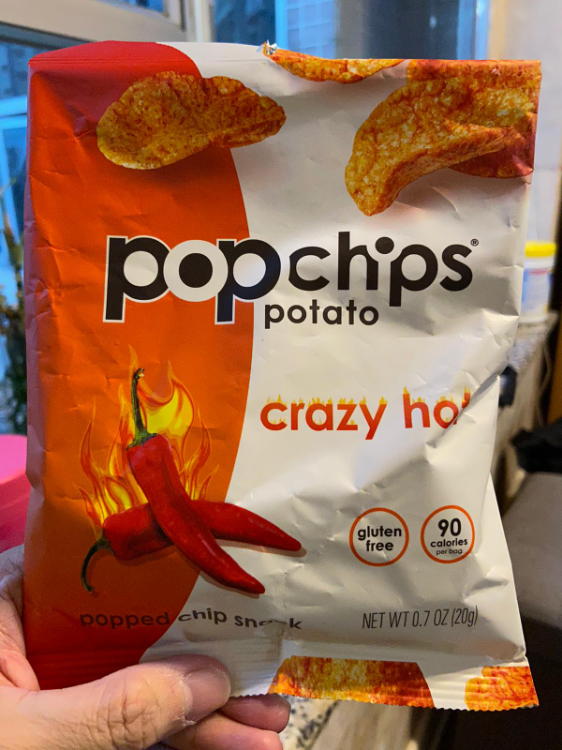 popchips®
potato
crazy hot
gluten
free
90
calories
per bag
popped chip snack
NET WT 0.7 OZ (20g)